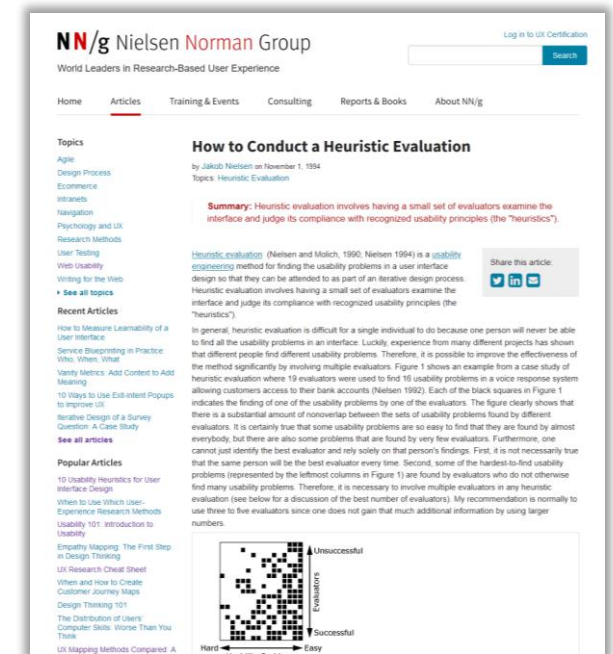 NN/g Nielsen Norman Group
World Leaders in Research-Based User Experience
Log in to UX Certification
Search
Home Articles Training & Events Consulting Reports & Books About NN/g
Topics
Agile
Design Process
Ecommerce
Intranets
Navigation
Psychology and UX
Research Methods
User Testing
Web Usability
Writing for the Web
See all topics
Recent Articles
How to Measure Learnability of a
User Interface
Service Blueprinting in Practice:
Who, When, What
Vanity Metrics: Add Context to Add
Meaning
10 Ways to Use Exit-Intent Popups
to Improve UX
Iterative Design of a Survey
Question: A Case Study
See all articles
Popular Articles
10 Usability Heuristics for User
Interface Design
When to Use Which User-
Experience Research Methods
Usability 101: Introduction to
Usability
Empathy Mapping: The First Step
in Design Thinking
UX Research Cheat Sheet
When and How to Create
Customer Journey Maps
Design Thinking 101
The Distribution of Users'
Computer Skills: Worse Than You
Think
UX Mapping Methods Compared: A
How to Conduct a Heuristic Evaluation
by Jakob Nielsen on November 1, 1994
Topics: Heuristic Evaluation
Summary: Heuristic evaluation involves having a small set of evaluators examine the
interface and judge its compliance with recognized usability principles (the "heuristics").
Share this article:
Heuristic evaluation (Nielsen and Molich, 1990; Nielsen 1994) is a usability
engineering method for finding the usability problems in a user interface
design so that they can be attended to as part of an iterative design process.
Heuristic evaluation involves having a small set of evaluators examine the
interface and judge its compliance with recognized usability principles (the
"heuristics").
In general, heuristic evaluation is difficult for a single individual to do because one person will never be able
to find all the usability problems in an interface. Luckily, experience from many different projects has shown
that different people find different usability problems. Therefore, it is possible to improve the effectiveness of
the method significantly by involving multiple evaluators. Figure 1 shows an example from a case study of
heuristic evaluation where 19 evaluators were used to find 16 usability problems in a voice response system
allowing customers access to their bank accounts (Nielsen 1992). Each of the black squares in Figure 1
indicates the finding of one of the usability problems by one of the evaluators. The figure clearly shows that
there is a substantial amount of nonoverlap between the sets of usability problems found by different
evaluators. It is certainly true that some usability problems are so easy to find that they are found by almost
everybody, but there are also some problems that are found by very few evaluators. Furthermore, one
cannot just identify the best evaluator and rely solely on that person's findings. First, it is not necessarily true
that the same person will be the best evaluator every time. Second, some of the hardest-to-find usability
problems (represented by the leftmost columns in Figure 1) are found by evaluators who do not otherwise
find many usability problems. Therefore, it is necessary to involve multiple evaluators in any heuristic
evaluation (see below for a discussion of the best number of evaluators). My recommendation is normally to
use three to five evaluators since one does not gain that much additional information by using larger
numbers.
Unsuccessful
Evaluators
Successful
Hard Easy